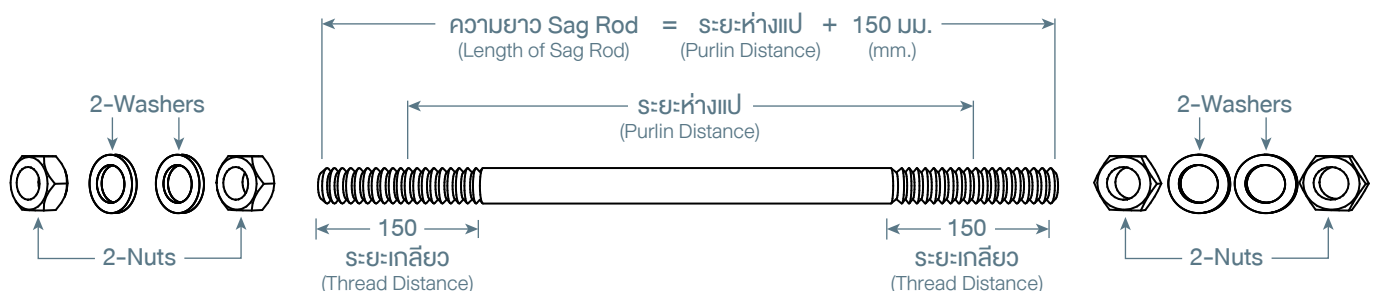 ความยาว Sag Rod = ระยะห่างแป + 150 มม.
(Length of Sag Rod) (Purlin Distance) (mm.)
2-Washers
ระยะห่างแป
(Purlin Distance)
2-Washers
2-Nuts
150
ระยะเกลียว
(Thread Distance)
150
ระยะเกลียว
(Thread Distance)
2-Nuts